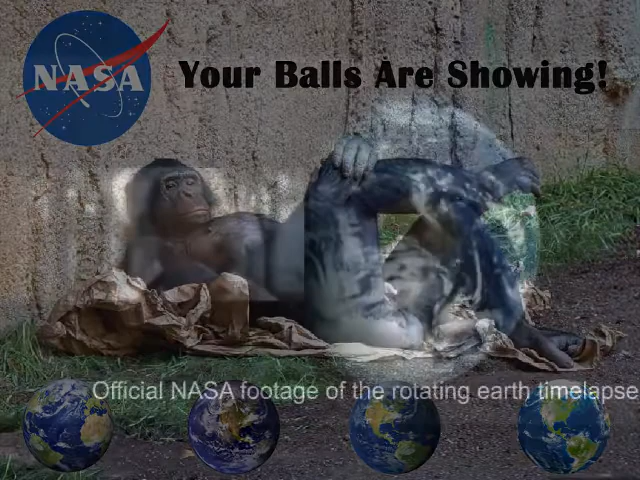 NASA
Your Balls Are Showing!
Official NASA footage of the rotating earth timelapse